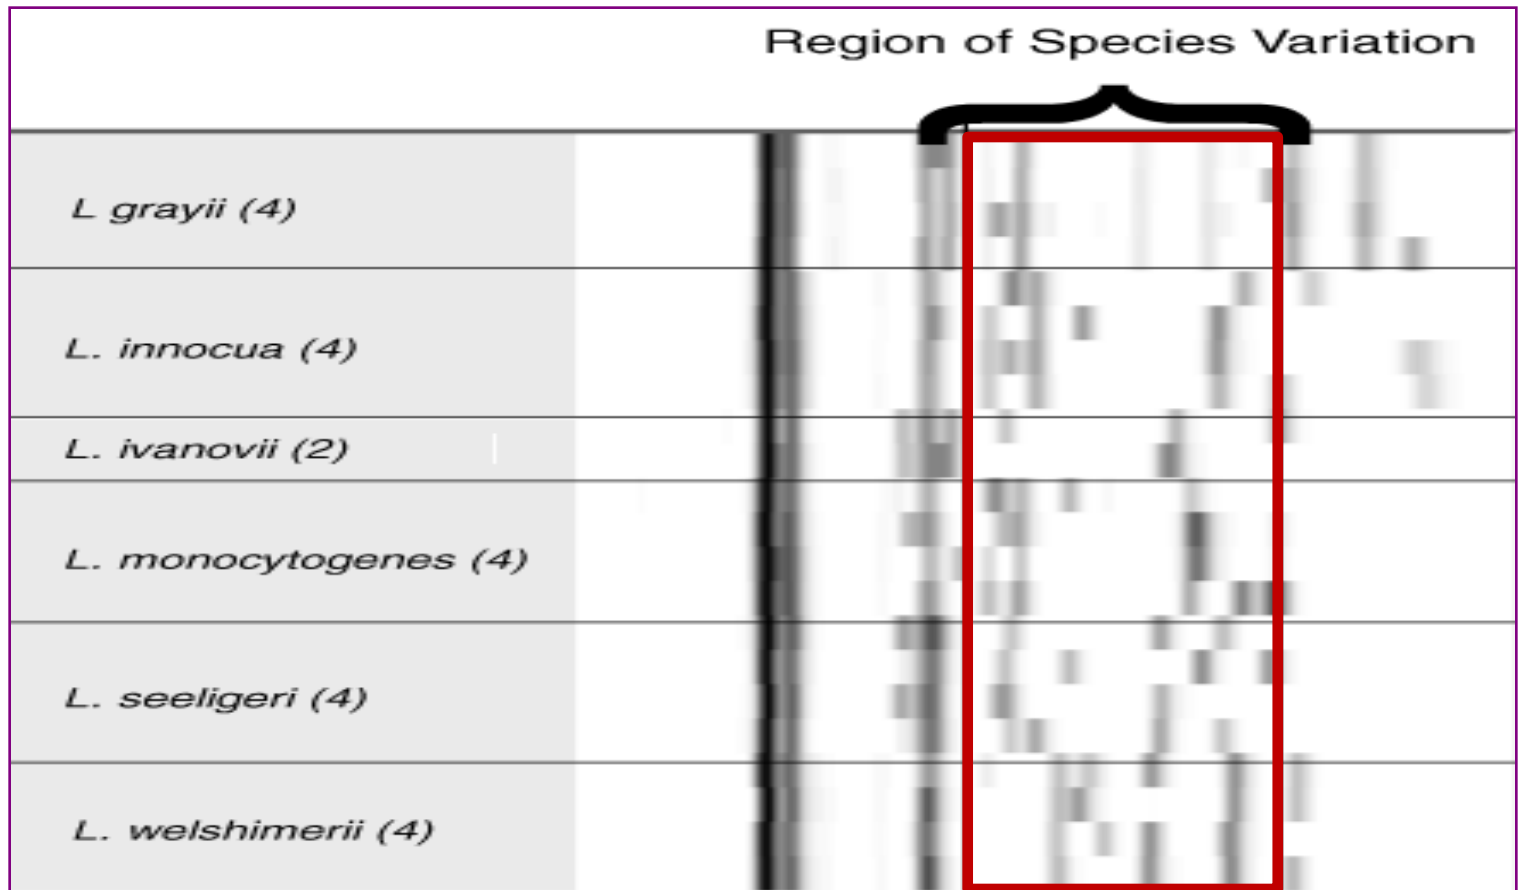 Region of Species Variation
L grayii (4)
L. innocua (4)
L. ivanovii (2)
L. monocytogenes (4)
L. seeligeri (4)
L. welshimerii (4)